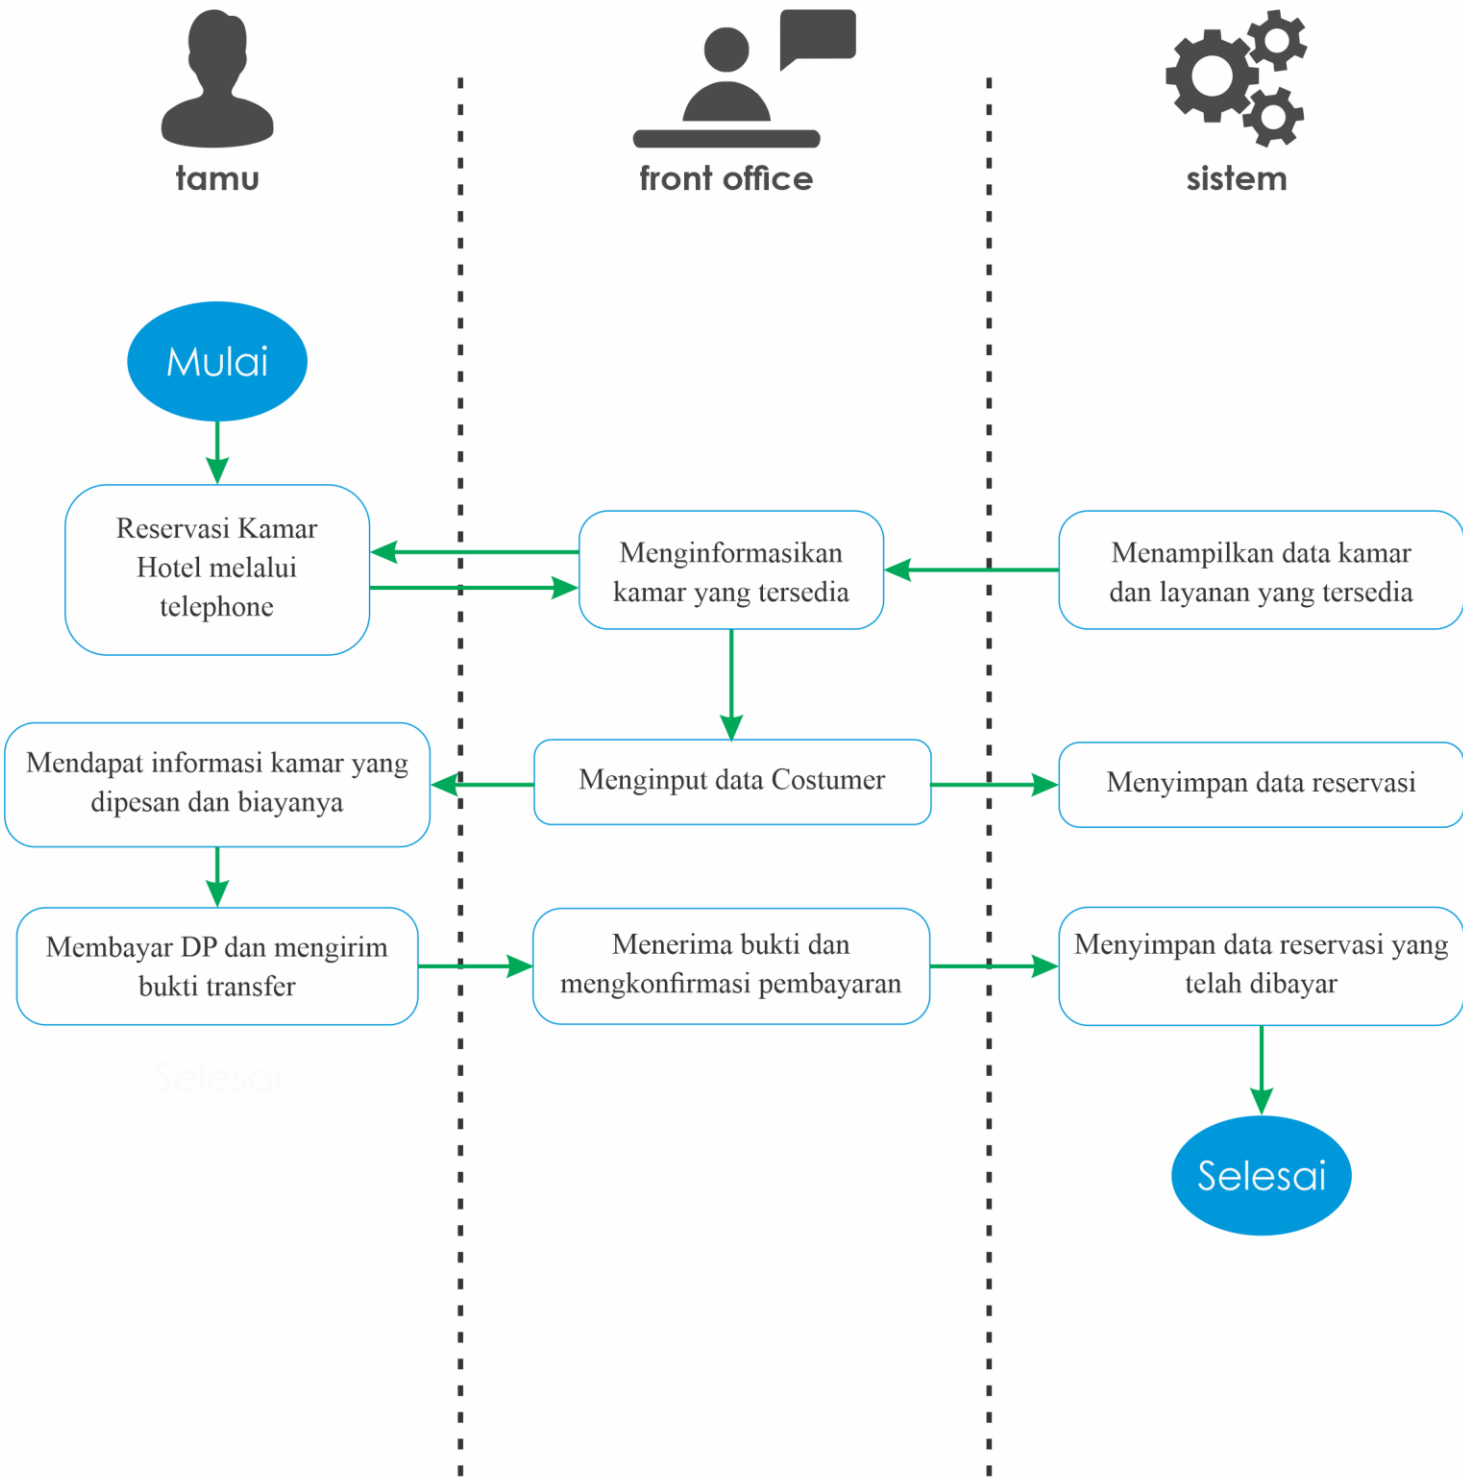 tamu
front office
sistem
Mulai
Reservasi Kamar
Hotel melalui
telephone
Menginformasikan
kamar yang tersedia
Menampilkan data kamar
dan layanan yang tersedia
Mendapat informasi kamar yang
dipesan dan biayanya
Menginput data Costumer
Menyimpan data reservasi
Membayar DP dan mengirim
bukti transfer
Menerima bukti dan
mengkonfirmasi pembayaran
Menyimpan data reservasi yang
telah dibayar
Selesai
Selesai